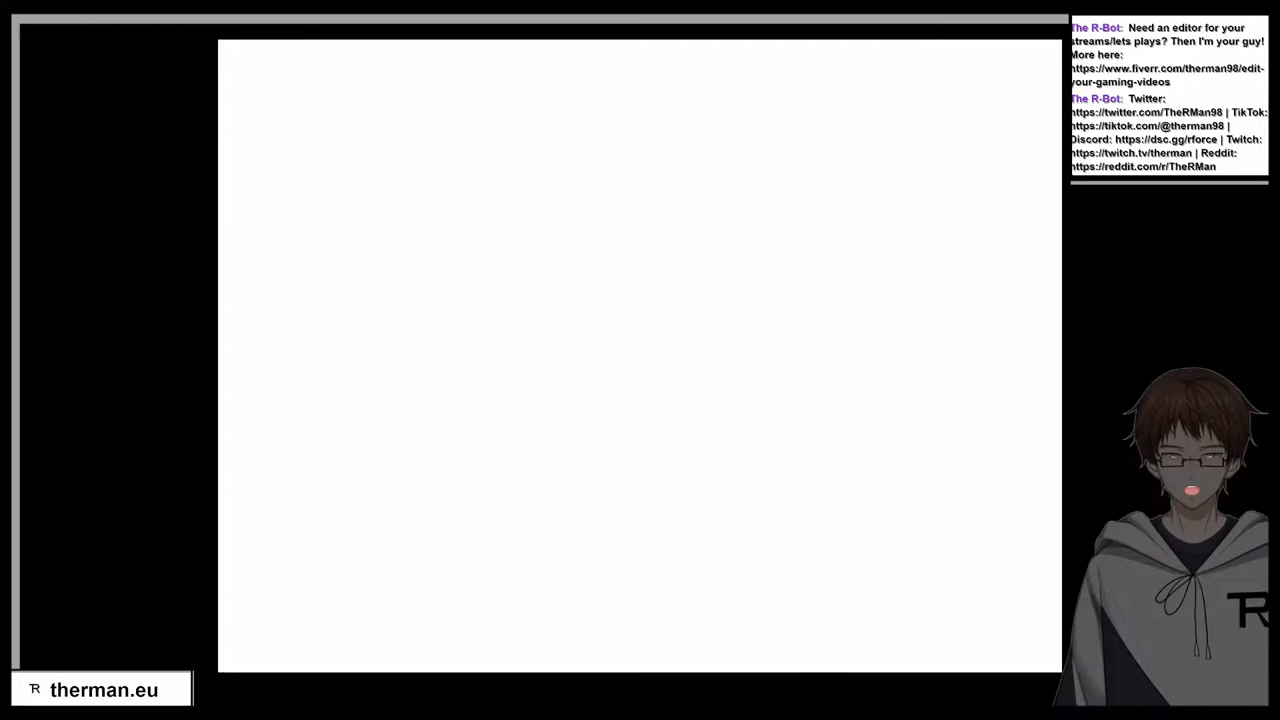 The R-Bot: Need an editor for your
streams/lets plays? Then I'm your guy!
More here:
https://www.fiverr.com/therman98/edit-
your-gaming-videos
The R-Bot: Twitter:
https://twitter.com/TheRMan98 | TikTok:
https://tiktok.com/@therman98 |
Discord: https://dsc.gg/rforce | Twitch:
https://twitch.tv/therman | Reddit:
https://reddit.com/r/TheRMan
TR
TR therman.eu